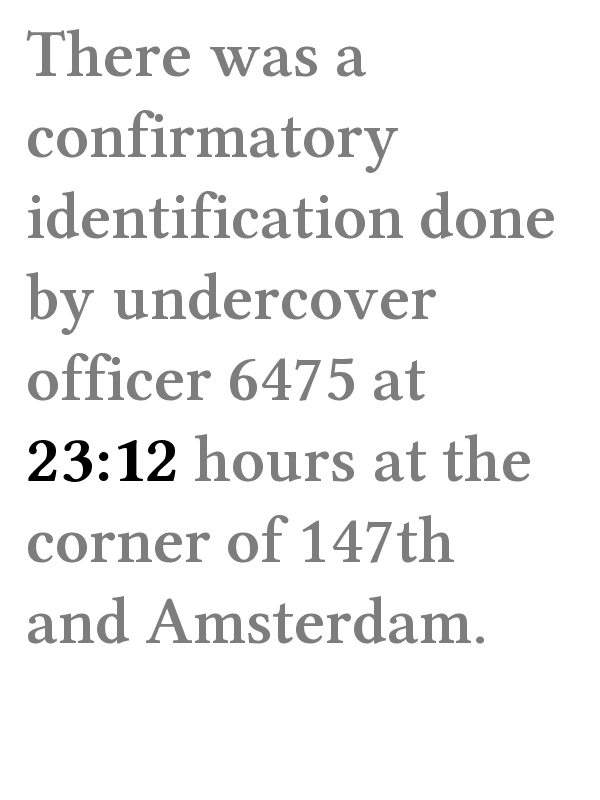 There was a
confirmatory
identification done
by undercover
officer 6475 at
23:12 hours at the
corner of 147th
and Amsterdam.